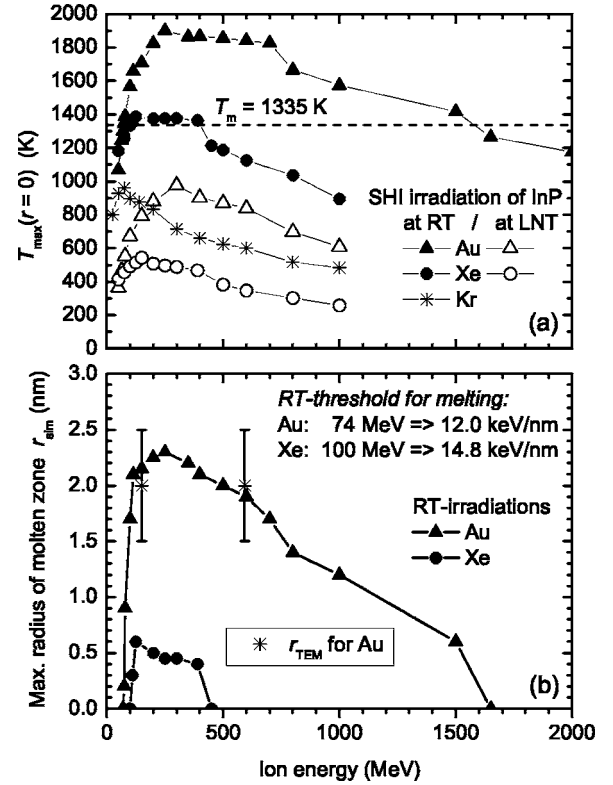 2000
1800
1600
1400
1200
1000
800
600
400
200
0
T_max(r = 0) (K)
T_m = 1335 K
SHI irradiation of InP
at RT / at LNT
Au
Xe
Kr
(a)
3.0
2.5
2.0
1.5
1.0
0.5
0.0
Max. radius of molten zone r_sim (nm)
RT-threshold for melting:
Au: 74 MeV => 12.0 keV/nm
Xe: 100 MeV => 14.8 keV/nm
RT-irradiations
Au
Xe
r_TEM for Au
(b)
0 500 1000 1500 2000
Ion energy (MeV)